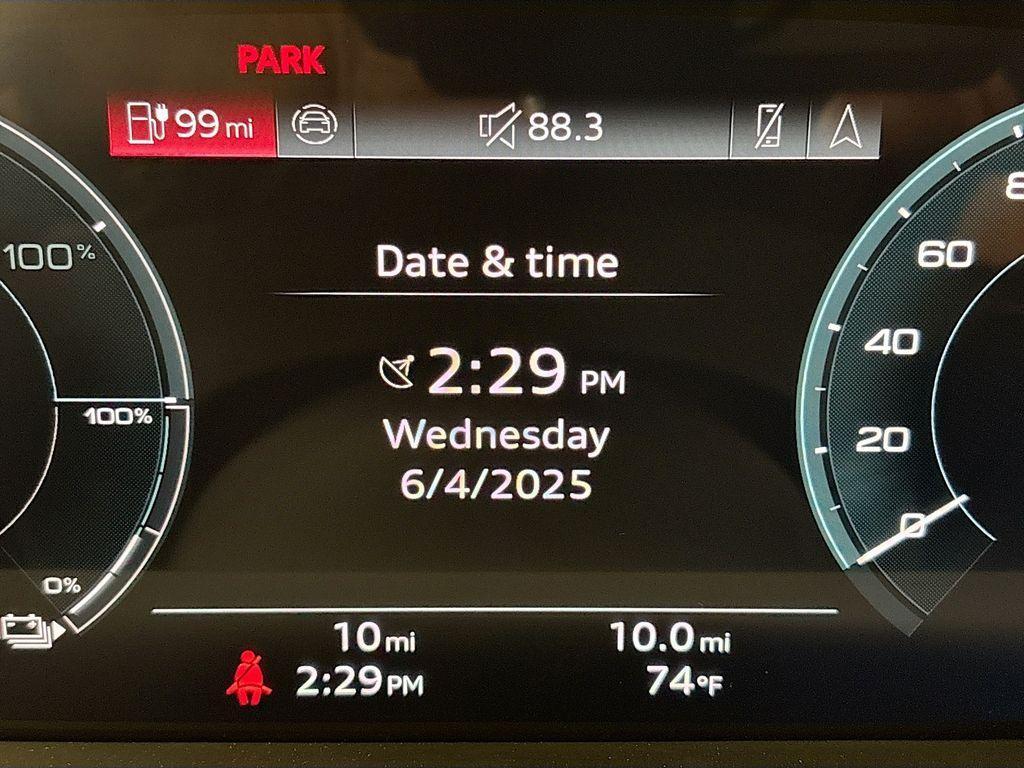 PARK
99 mi
88.3
100%
Date & time
2:29 PM
Wednesday
6/4/2025
100%
0%
8
60
40
20
0
10 mi
10.0 mi
2:29 PM
74°F